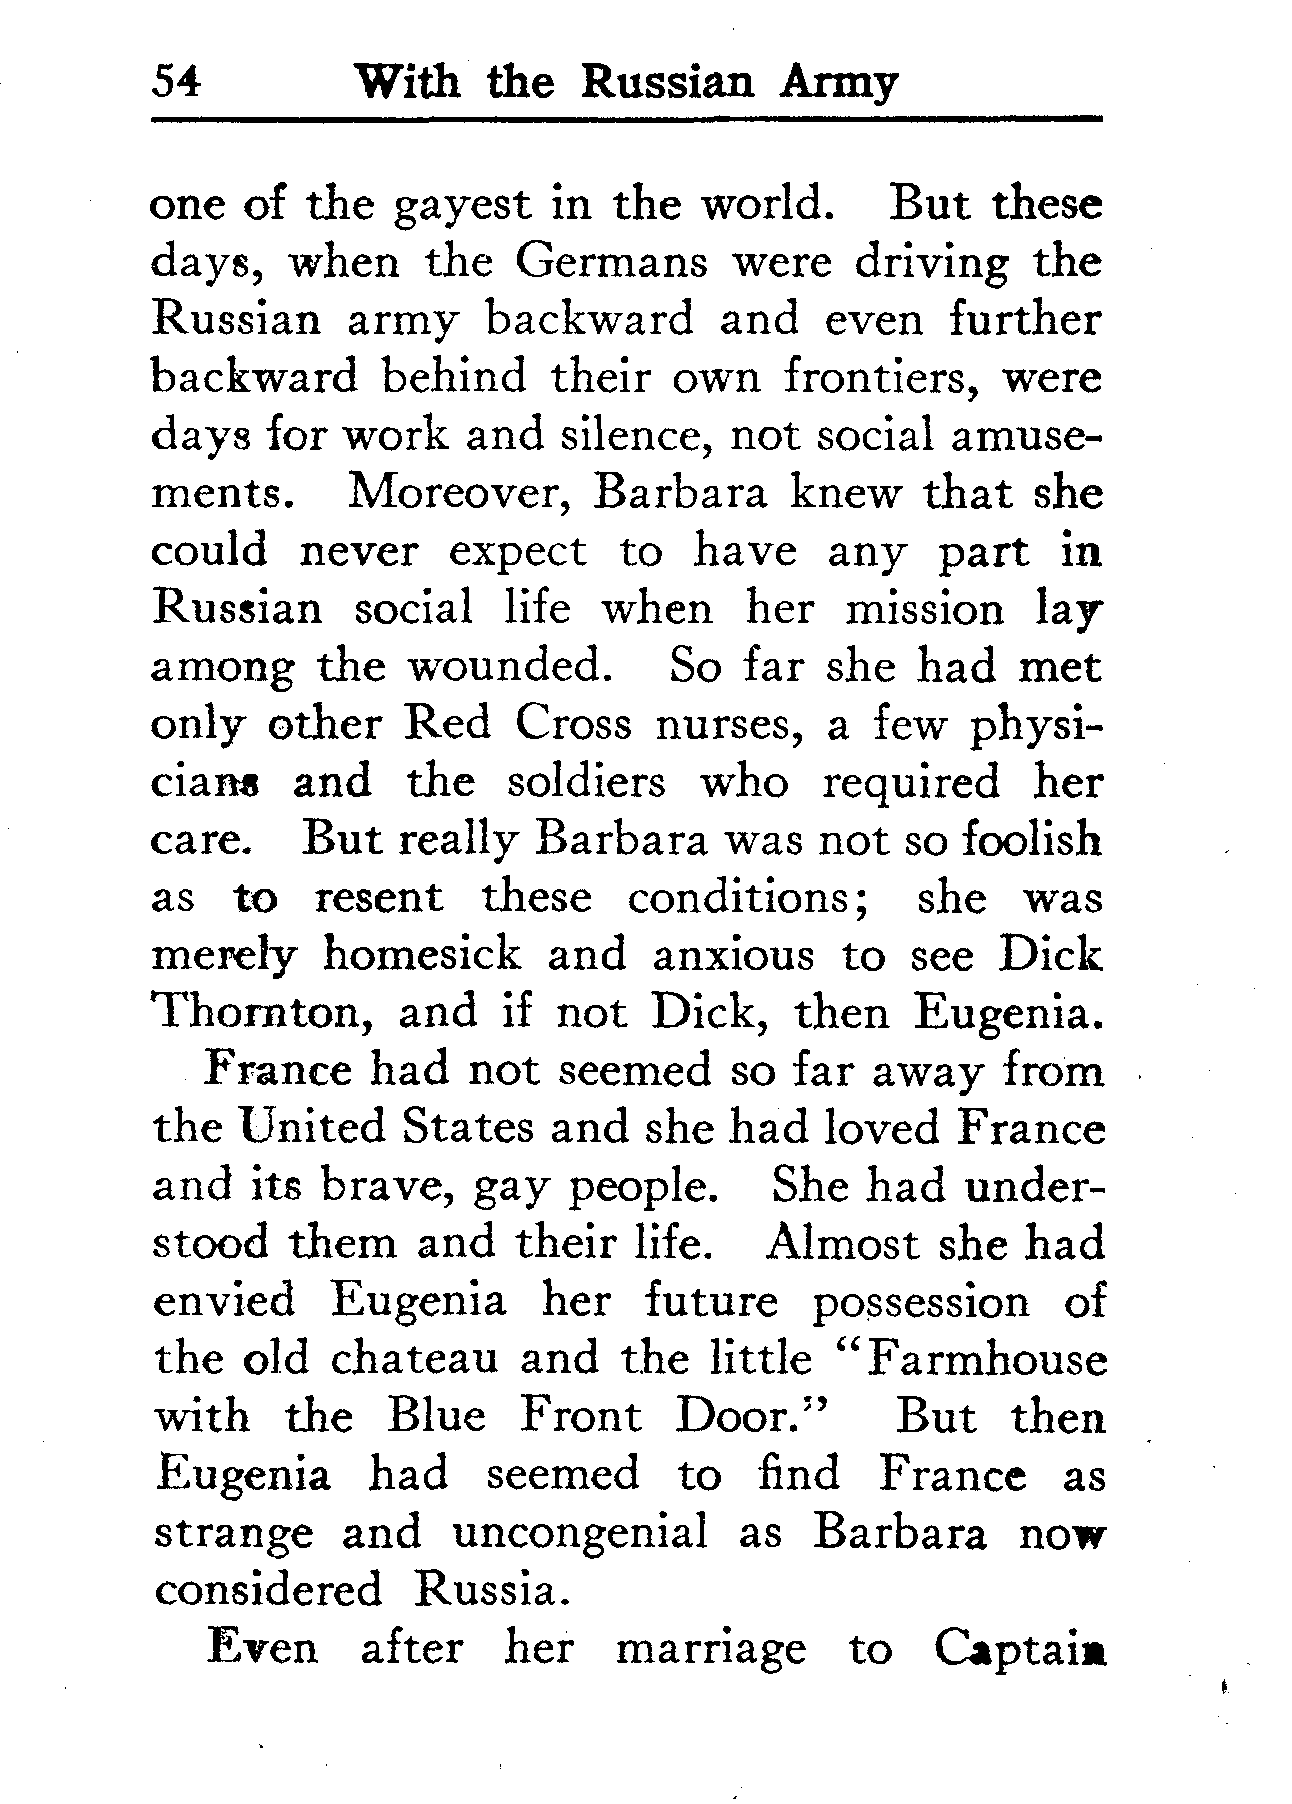 54 With the Russian Army
one of the gayest in the world. But these
days, when the Germans were driving the
Russian army backward and even further
backward behind their own frontiers, were
days for work and silence, not social amuse-
ments. Moreover, Barbara knew that she
could never expect to have any part in
Russian social life when her mission lay
among the wounded. So far she had met
only other Red Cross nurses, a few physi-
cians and the soldiers who required her
care. But really Barbara was not so foolish
as to resent these conditions; she was
merely homesick and anxious to see Dick
Thornton, and if not Dick, then Eugenia.
France had not seemed so far away from
the United States and she had loved France
and its brave, gay people. She had under-
stood them and their life. Almost she had
envied Eugenia her future possession of
the old chateau and the little “Farmhouse
with the Blue Front Door.” But then
Eugenia had seemed to find France as
strange and uncongenial as Barbara now
considered Russia.
Even after her marriage to Captain